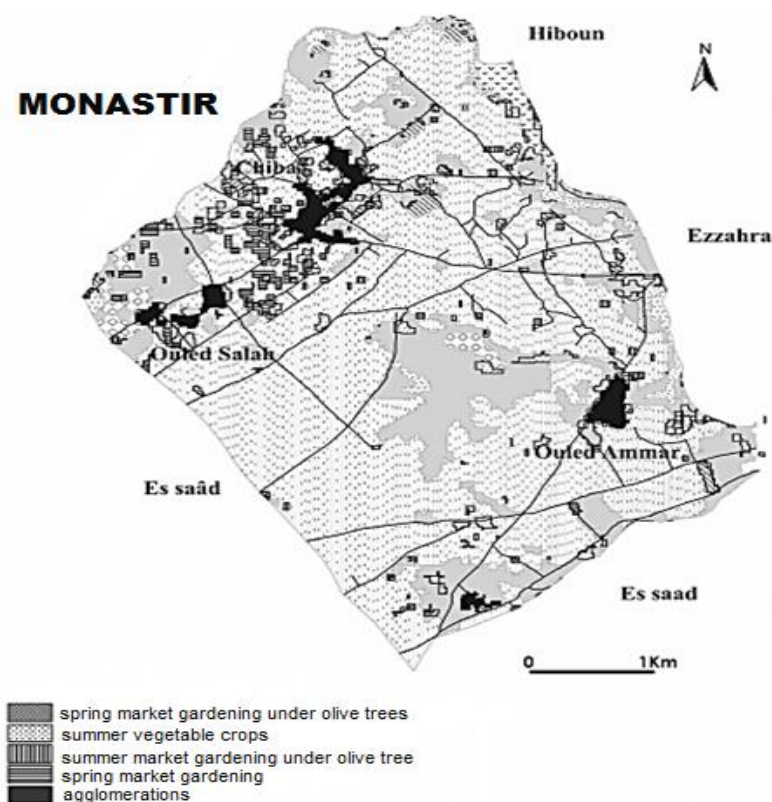 Hiboun
N
MONASTIR
Chiba
Ezzahra
Ouled Salah
Ouled Ammar
Es saâd
Es saad
0 1Km
spring market gardening under olive trees
summer vegetable crops
summer market gardening under olive tree
spring market gardening
agglomerations